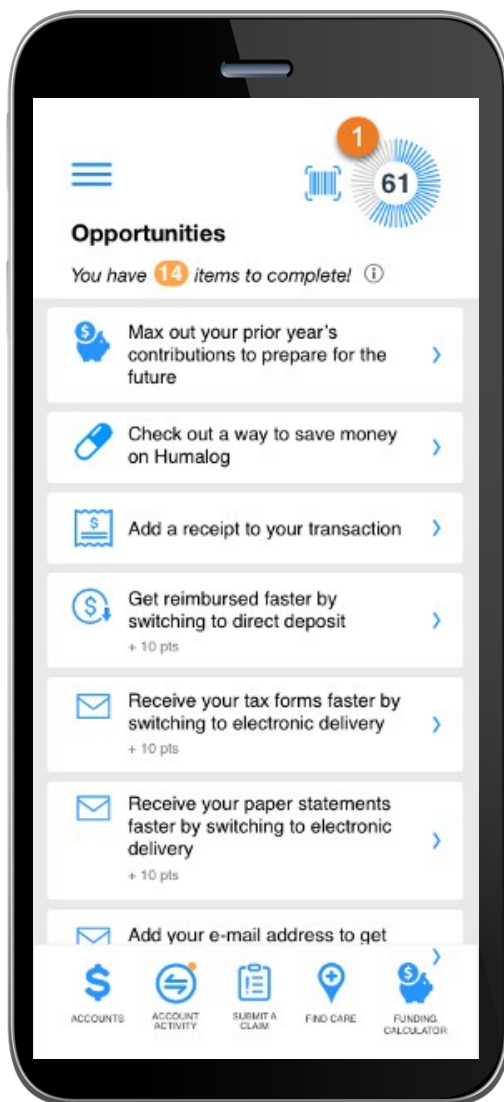 1
61
Opportunities
You have 14 items to complete!
Max out your prior year's
contributions to prepare for the
future
Check out a way to save money
on Humalog
Add a receipt to your transaction
Get reimbursed faster by
switching to direct deposit
+ 10 pts
Receive your tax forms faster by
switching to electronic delivery
+ 10 pts
Receive your paper statements
faster by switching to electronic
delivery
+ 10 pts
Add your e-mail address to get
ACCOUNTS
ACCOUNT
ACTIVITY
SUBMIT A
CLAIM
FIND CARE
FUNDING
CALCULATOR